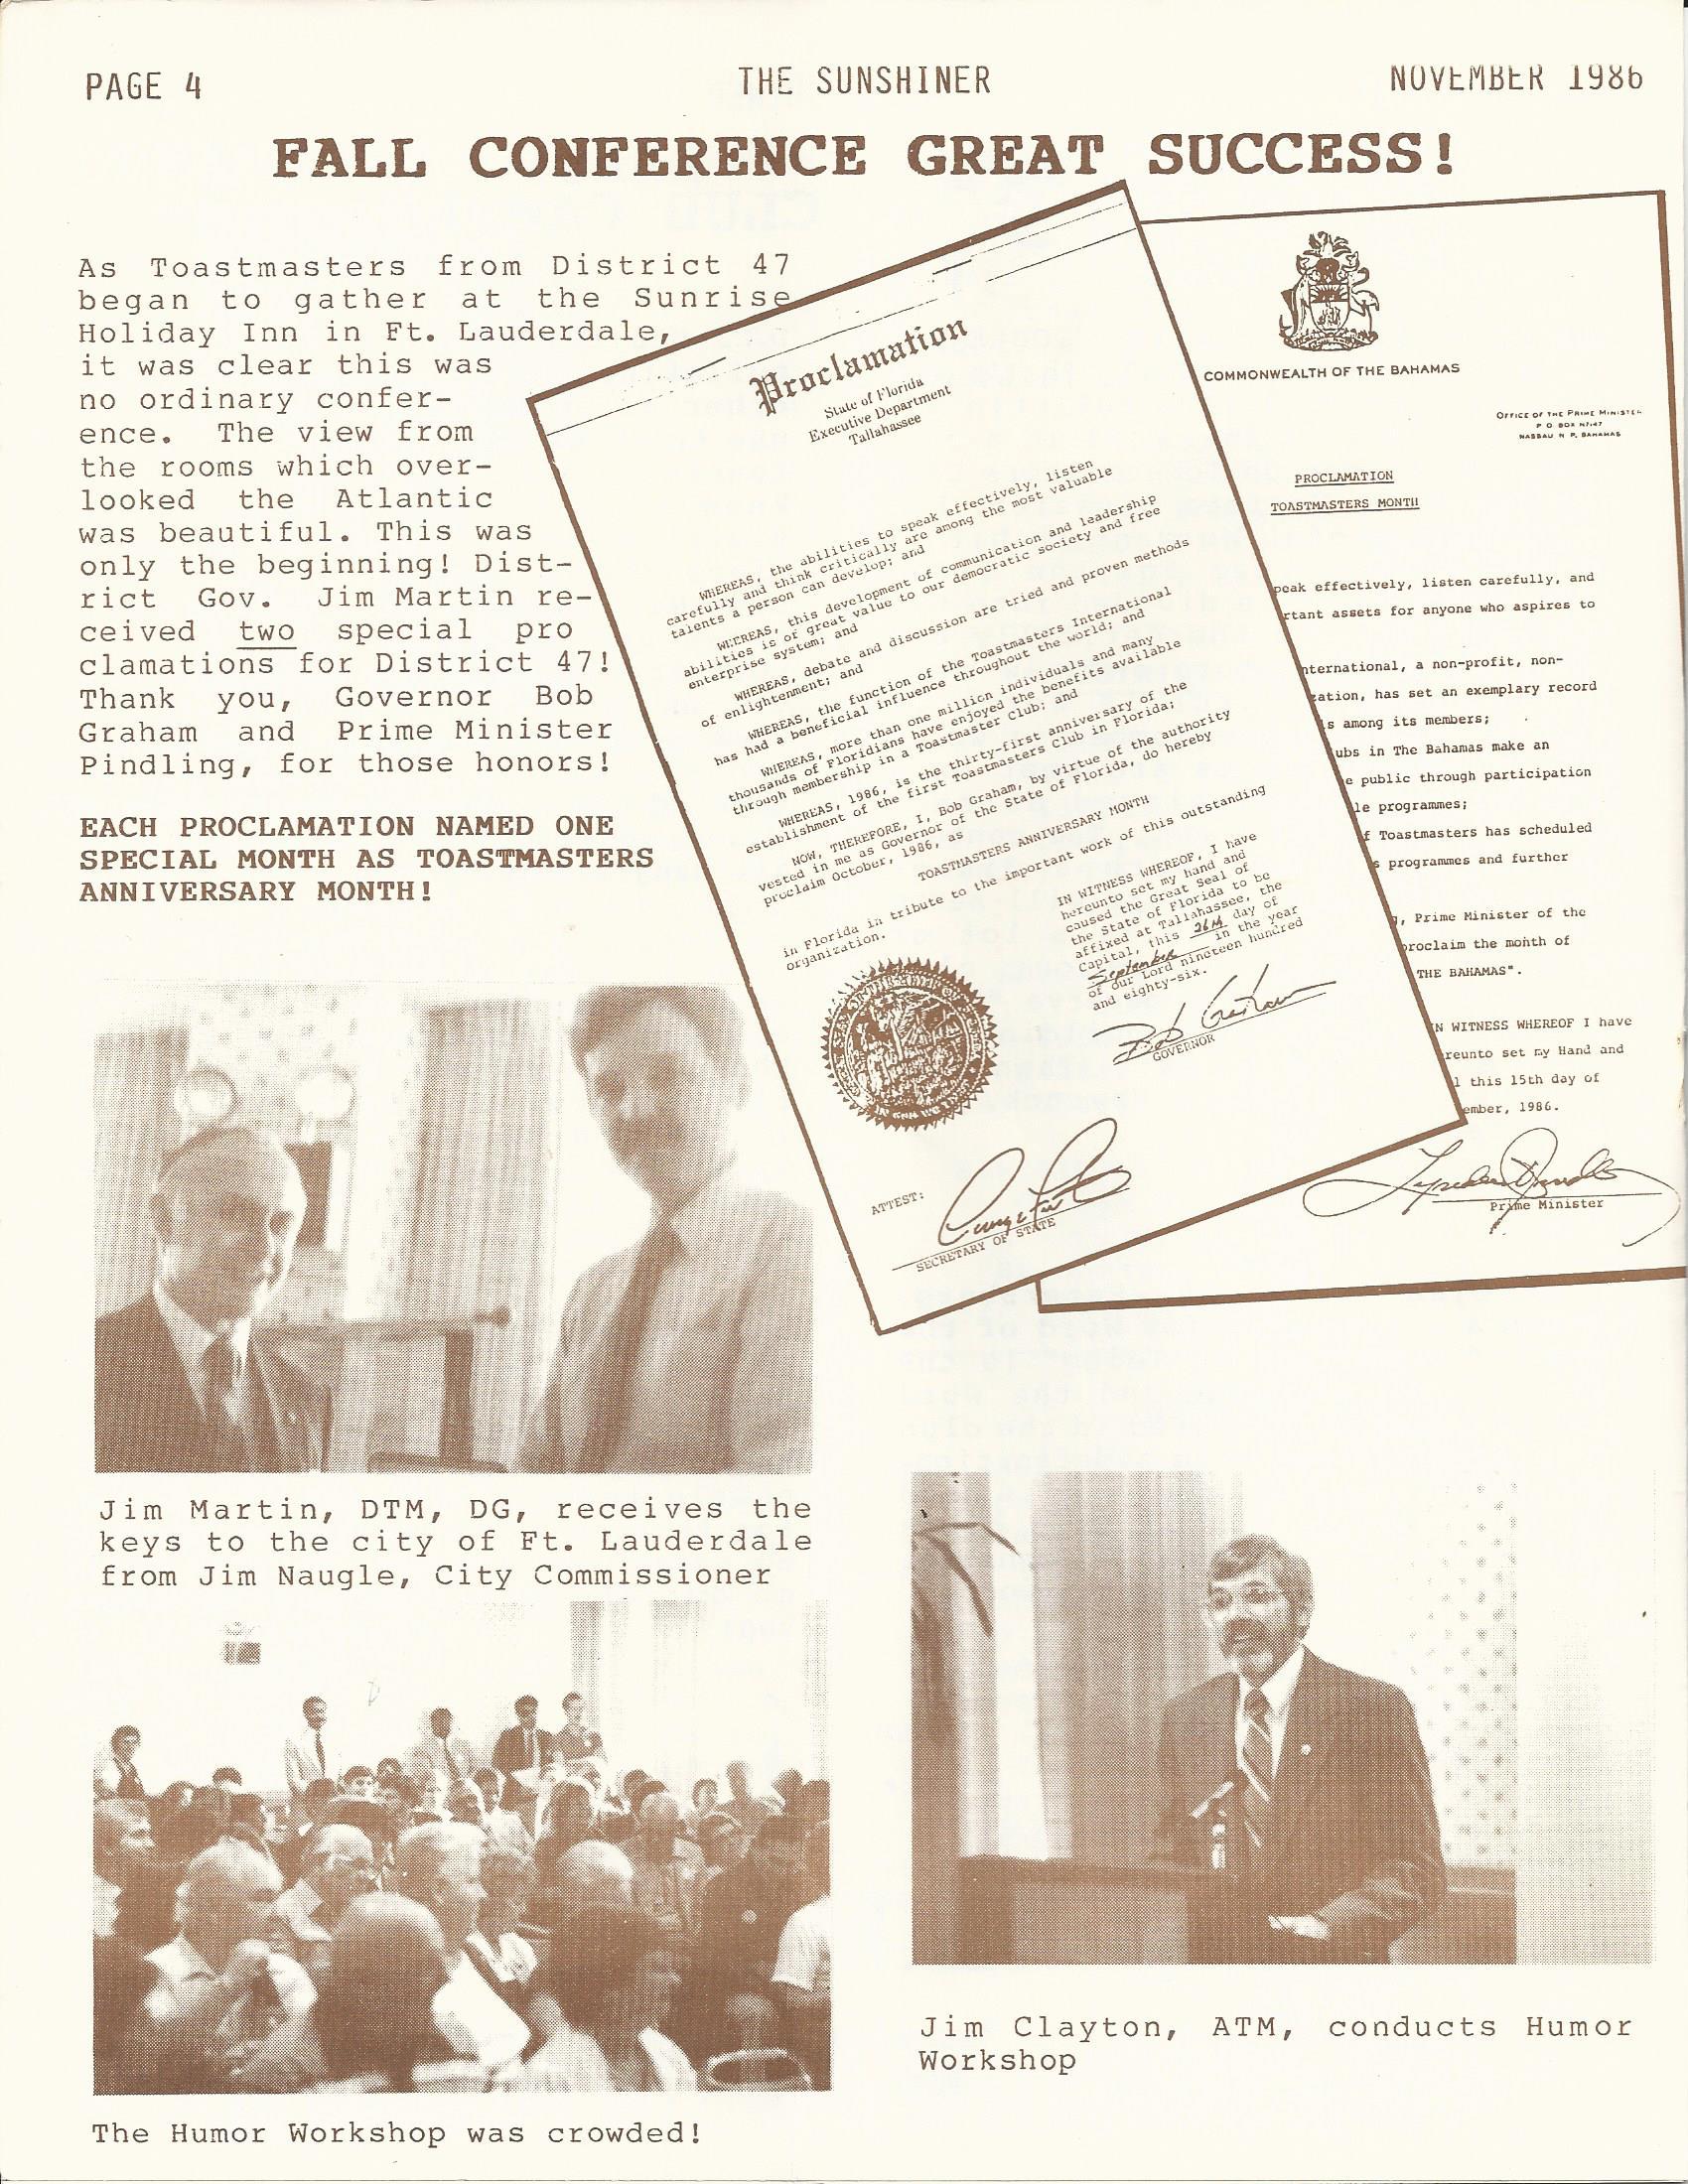 PAGE 4
THE SUNSHINER
NOVEMBER 1986
FALL CONFERENCE GREAT SUCCESS!
As Toastmasters from District 47
began to gather at the Sunrise
Holiday Inn in Ft. Lauderdale,
it was clear this was
no ordinary confer-
ence. The view from
the rooms which over-
looked the Atlantic
was beautiful. This was
only the beginning! Dist-
rict Gov. Jim Martin re-
ceived two special pro
clamations for District 47!
Thank you, Governor Bob
Graham and Prime Minister
Pindling, for those honors!
EACH PROCLAMATION NAMED ONE
SPECIAL MONTH AS TOASTMASTERS
ANNIVERSARY MONTH!
Proclamation
State of Florida
Executive Department
Tallahassee
WHEREAS, the abilities to speak effectively, listen
carefully and think critically are among the most valuable
talents a person can develop; and
WHEREAS, this development of communication and leadership
abilities is of great value to our democratic society and free
enterprise system; and
WHEREAS, debate and discussion are tried and proven methods
of enlightenment; and
WHEREAS, the function of the Toastmasters International
has had a beneficial influence throughout the world; and
WHEREAS, more than one million individuals and many
thousands of Floridians have enjoyed the benefits available
through membership in a Toastmaster Club; and
WHEREAS, 1986, is the thirty-first anniversary of the
establishment of the first Toastmasters Club in Florida;
NOW, THEREFORE, I, Bob Graham, by virtue of the authority
vested in me as Governor of the State of Florida, do hereby
proclaim October, 1986, as
TOASTMASTERS ANNIVERSARY MONTH
in Florida in tribute to the important work of this outstanding
organization.
IN WITNESS WHEREOF, I have
hereunto set my hand and
caused the Great Seal of
the State of Florida to be
affixed at Tallahassee, the
Capital, this 26th day of
September in the year
of our Lord nineteen hundred
and eighty-six.
Bob Graham
GOVERNOR
ATTEST:
SECRETARY OF STATE
COMMONWEALTH OF THE BAHAMAS
OFFICE OF THE PRIME MINISTER
P O BOX N7147
NASSAU N P, BAHAMAS
PROCLAMATION
TOASTMASTERS MONTH
peak effectively, listen carefully, and
rtant assets for anyone who aspires to
nternational, a non-profit, non-
zation, has set an exemplary record
ls among its members;
ubs in The Bahamas make an
e public through participation
le programmes;
f Toastmasters has scheduled
s programmes and further
g, Prime Minister of the
proclaim the month of
THE BAHAMAS".
IN WITNESS WHEREOF I have
reunto set my Hand and
l this 15th day of
ember, 1986.
Prime Minister
Jim Martin, DTM, DG, receives the
keys to the city of Ft. Lauderdale
from Jim Naugle, City Commissioner
Jim Clayton, ATM, conducts Humor
Workshop
The Humor Workshop was crowded!